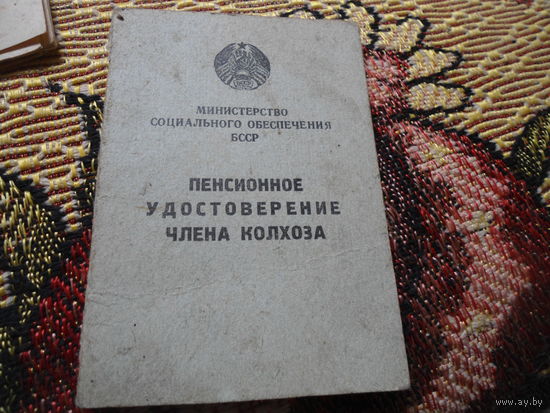 МИНИСТЕРСТВО
СОЦИАЛЬНОГО ОБЕСПЕЧЕНИЯ
БССР
ПЕНСИОННОЕ
УДОСТОВЕРЕНИЕ
ЧЛЕНА КОЛХОЗА
www.ay.by